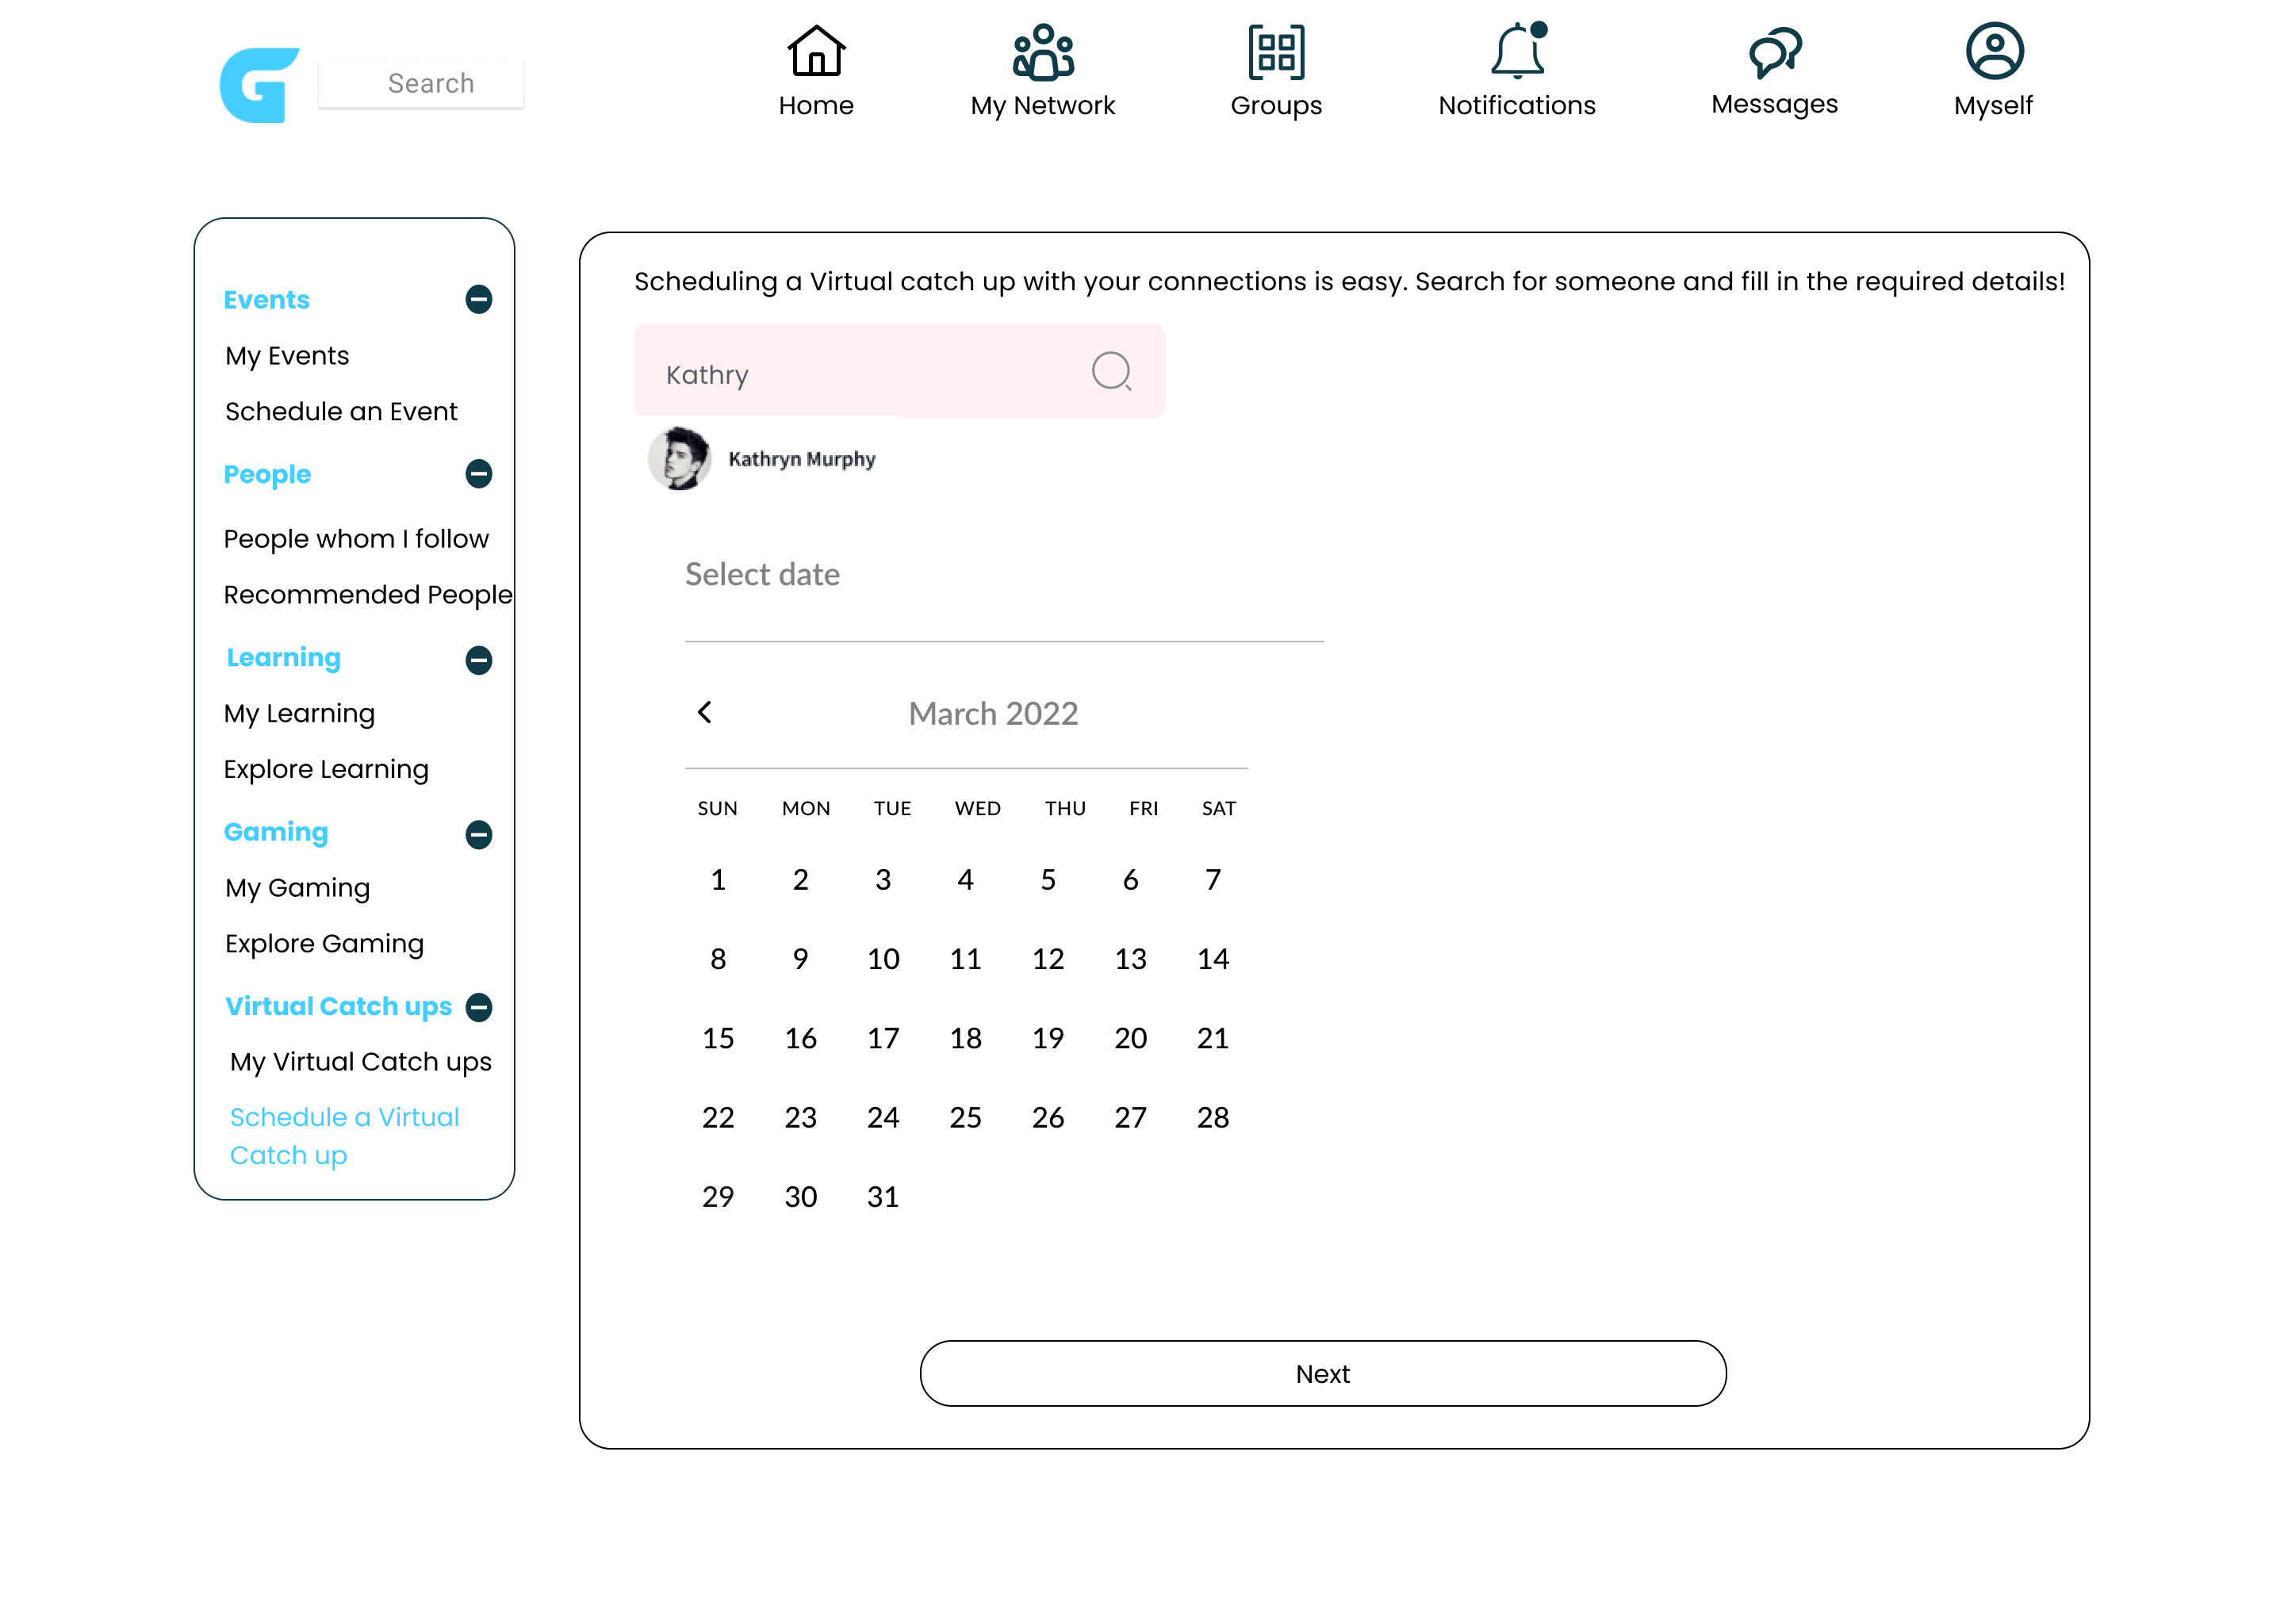 G
Search
Home
My Network
Groups
Notifications
Messages
Myself
Events
My Events
Schedule an Event
People
People whom I follow
Recommended People
Learning
My Learning
Explore Learning
Gaming
My Gaming
Explore Gaming
Virtual Catch ups
My Virtual Catch ups
Schedule a Virtual
Catch up
Scheduling a Virtual catch up with your connections is easy. Search for someone and fill in the required details!
Kathry
Kathryn Murphy
Select date
March 2022
SUN MON TUE WED THU FRI SAT
1 2 3 4 5 6 7
8 9 10 11 12 13 14
15 16 17 18 19 20 21
22 23 24 25 26 27 28
29 30 31
Next